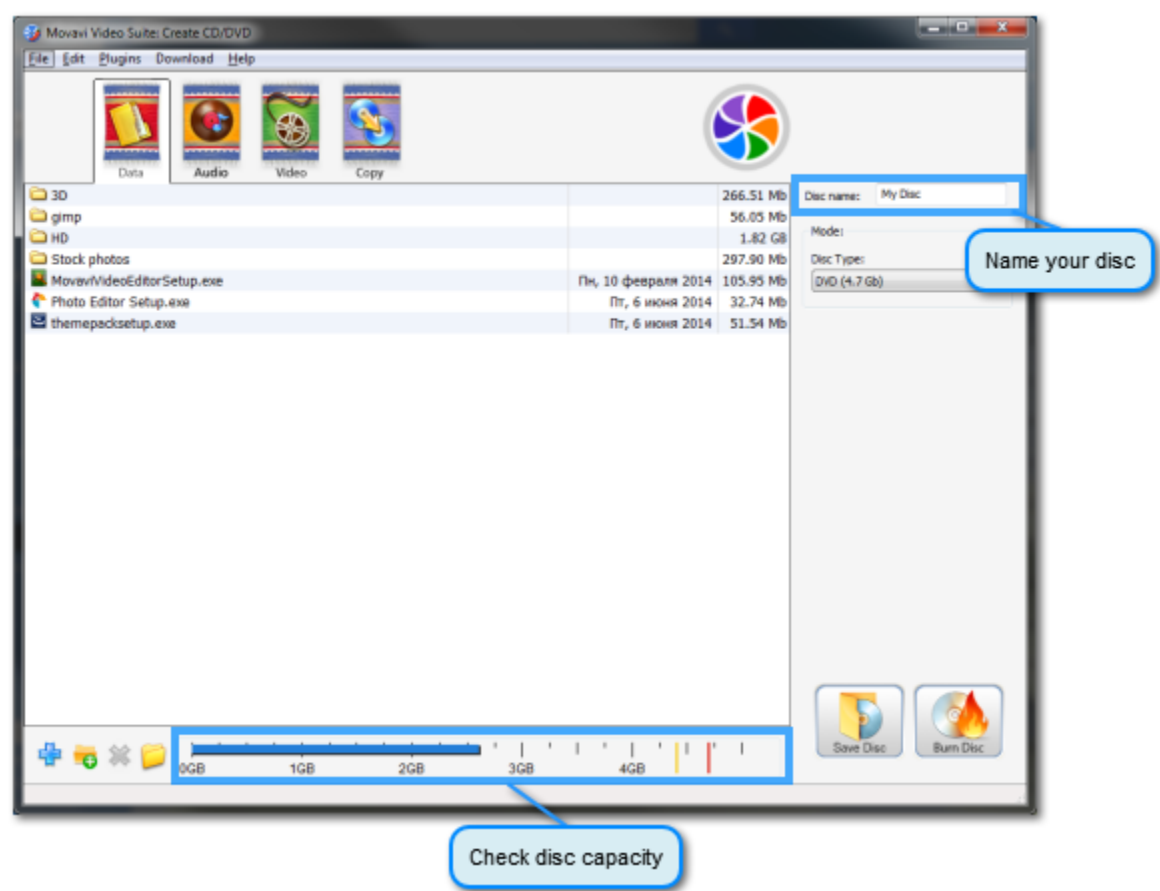 Movavi Video Suite: Create CD/DVD
File Edit Plugins Download Help
Data Audio Video Copy
3D 266.51 Mb
gimp 56.05 Mb
HD 1.82 GB
Stock photos 297.90 Mb
MovaviVideoEditorSetup.exe Пн, 10 февраля 2014 105.95 Mb
Photo Editor Setup.exe Пт, 6 июня 2014 32.74 Mb
themepacksetup.exe Пт, 6 июня 2014 51.54 Mb
Disc name: My Disc
Name your disc
Mode:
Disc Type:
DVD (4.7 Gb)
Save Disc Burn Disc
0GB 1GB 2GB 3GB 4GB
Check disc capacity